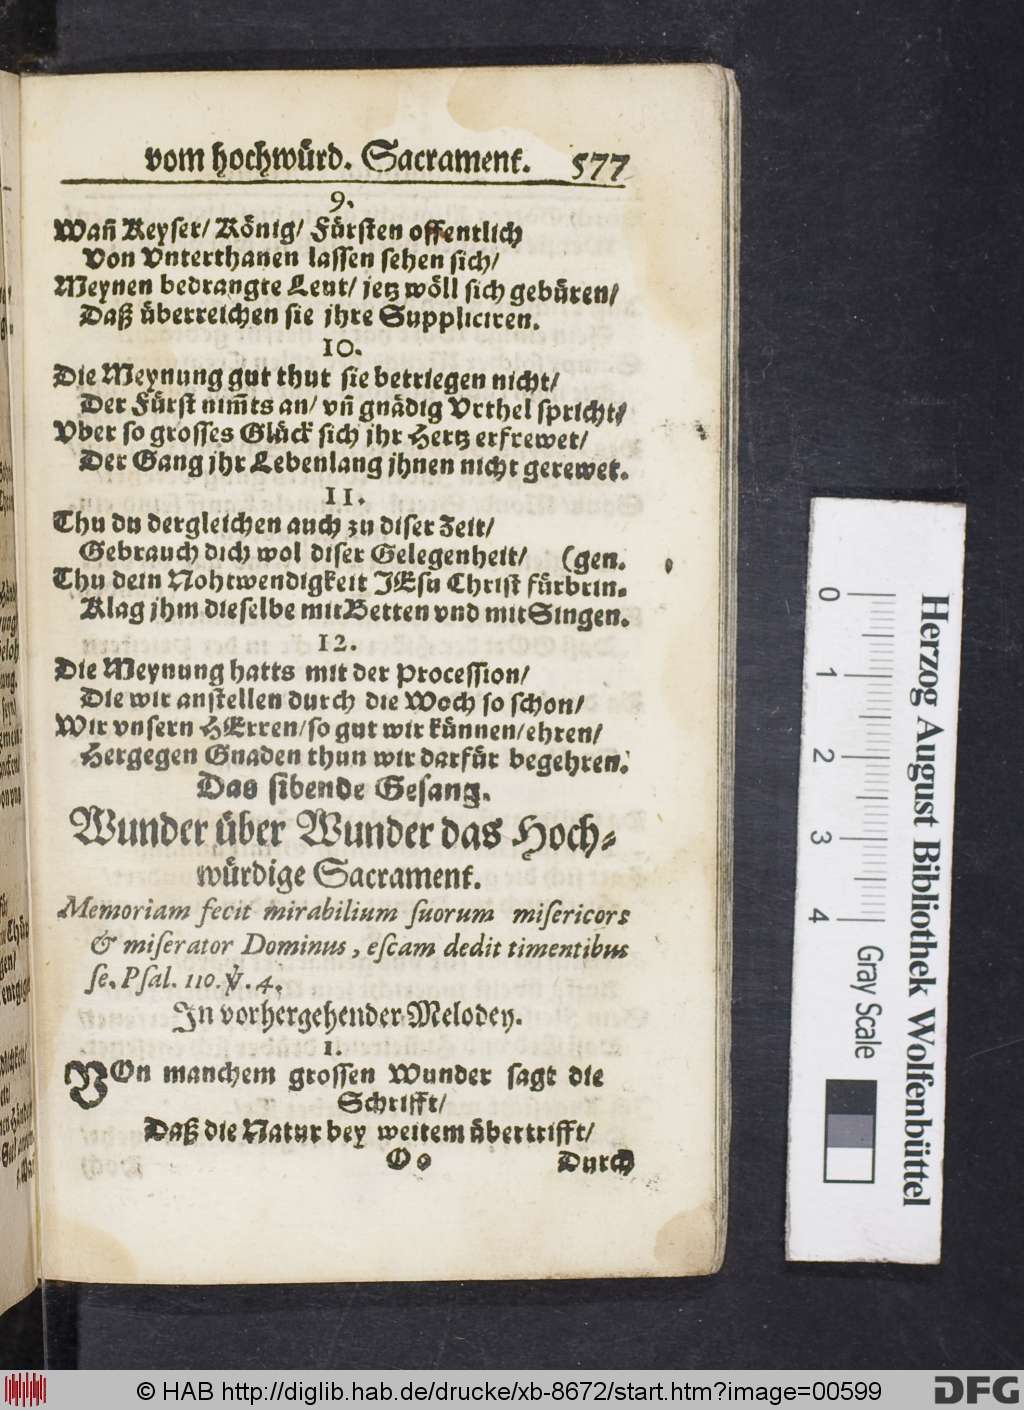 vom hochwürd. Sacrament. 577
9.
Wañ Keyser/ König/ Fürsten offentlich
Von Vnterthanen lassen sehen sich/
Meynen bedrangte Leut/ jetz wöll sich gebüren/
Daß überreichen sie ihre Suppliciren.
10.
Die Meynung gut thut sie betriegen nicht/
Der Fürst nim̃ts an/ vñ gnädig Vrthel spricht/
Vber so grosses Glück sich jhr Hertz erfrewet/
Der Gang jhr Lebenlang jhnen nicht gerewet.
11.
Thu du dergleichen auch zu diser Zeit/
Gebrauch dich wol diser Gelegenheit/ (gen.
Thu dein Nohtwendigkeit JEsu Christ fürbrin-
Klag jhm dieselbe mit Betten vnd mit Singen.
12.
Die Meynung hatts mit der Procession/
Die wir anstellen durch die Woch so schon/
Wir vnsern HErren/ so gut wir künnen/ ehren/
Hergegen Gnaden thun wir darfür begehren.
Das sibende Gesang.
Wunder über Wunder das Hoch-
würdige Sacrament.
Memoriam fecit mirabilium suorum misericors
& miserator Dominus, escam dedit timentibus
se. Psal. 110. ℣. 4.
In vorhergehender Melodey.
1.
VOn manchem grossen Wunder sagt die
Schrifft/
Daß die Natur bey weitem übertrifft/
Oo Durch
0 1 2 3 4
Gray Scale
Herzog August Bibliothek Wolfenbüttel
© HAB http://diglib.hab.de/drucke/xb-8672/start.htm?image=00599
DFG